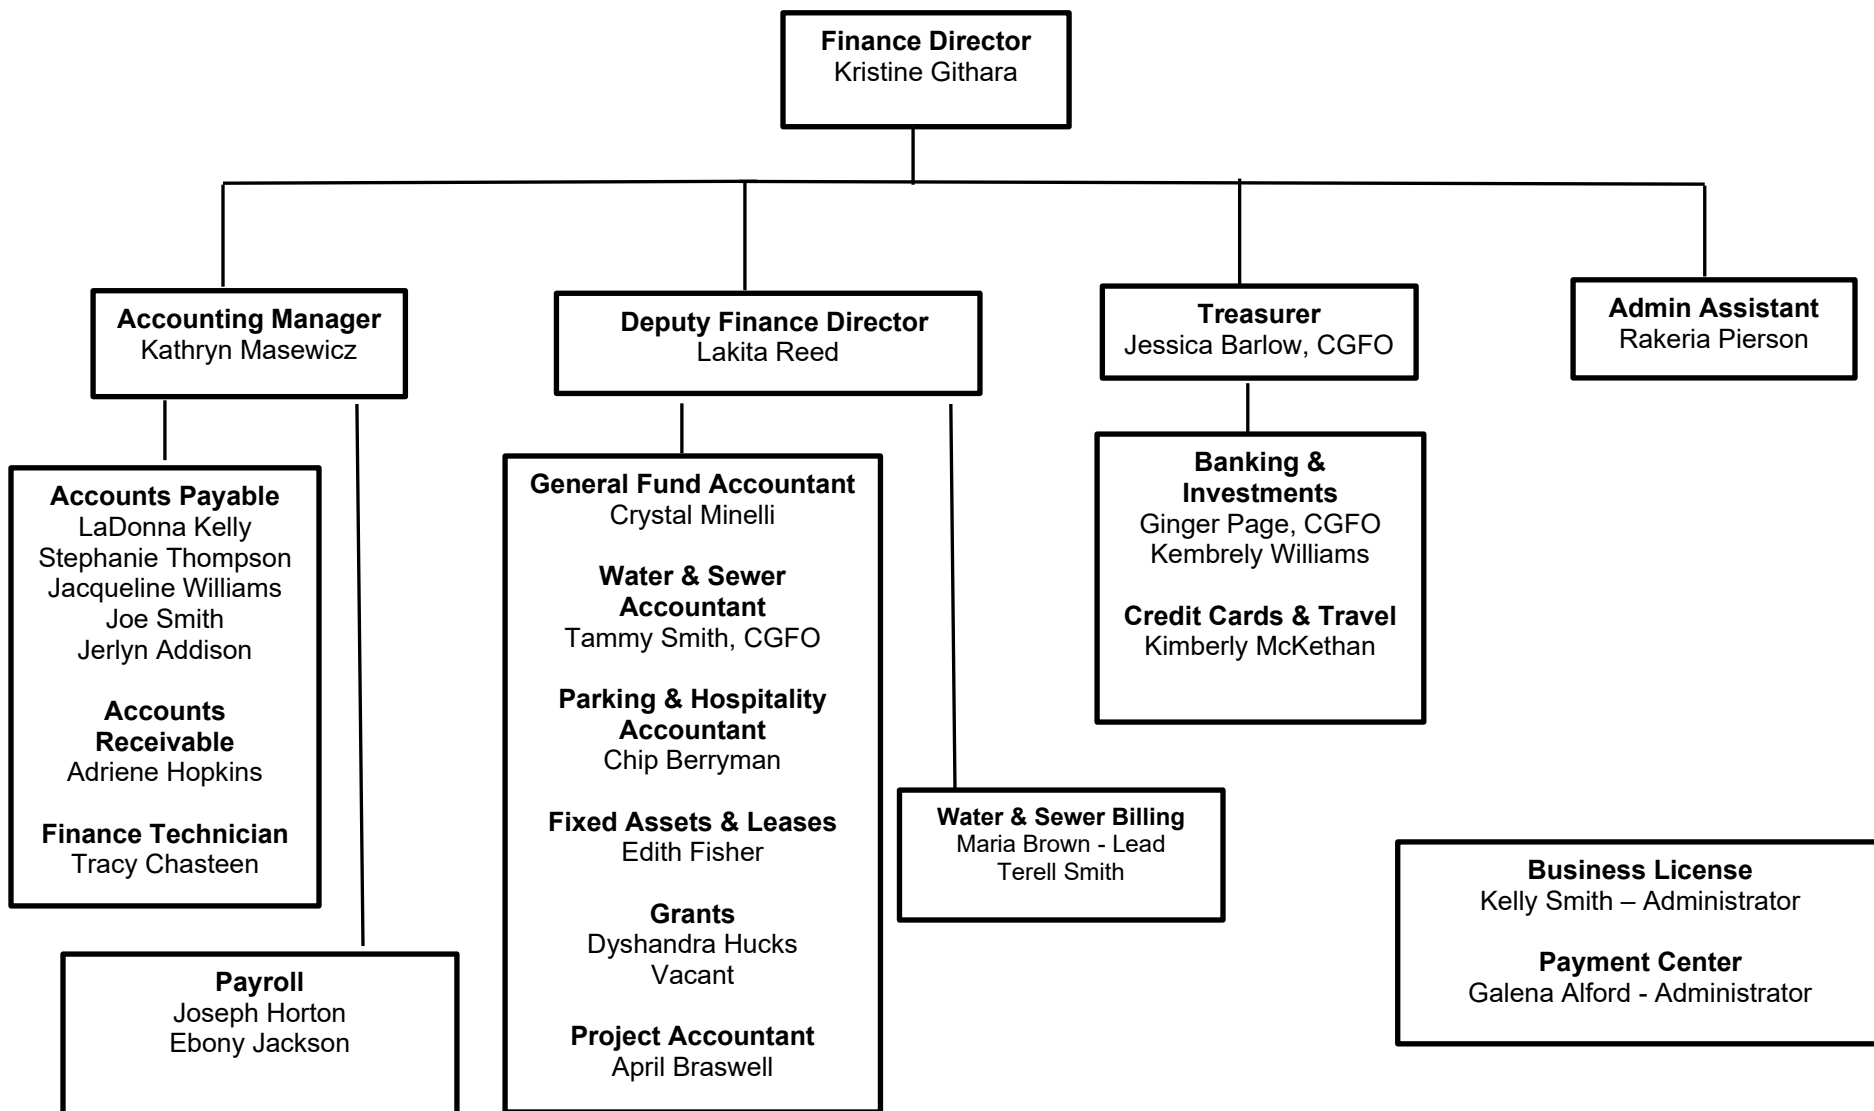 Finance Director
Kristine Githara
Accounting Manager
Kathryn Masewicz
Deputy Finance Director
Lakita Reed
Treasurer
Jessica Barlow, CGFO
Admin Assistant
Rakeria Pierson
Accounts Payable
LaDonna Kelly
Stephanie Thompson
Jacqueline Williams
Joe Smith
Jerlyn Addison
Accounts
Receivable
Adriene Hopkins
Finance Technician
Tracy Chasteen
Payroll
Joseph Horton
Ebony Jackson
General Fund Accountant
Crystal Minelli
Water & Sewer
Accountant
Tammy Smith, CGFO
Parking & Hospitality
Accountant
Chip Berryman
Fixed Assets & Leases
Edith Fisher
Grants
Dyshandra Hucks
Vacant
Project Accountant
April Braswell
Water & Sewer Billing
Maria Brown - Lead
Terell Smith
Banking &
Investments
Ginger Page, CGFO
Kembrely Williams
Credit Cards & Travel
Kimberly McKethan
Business License
Kelly Smith – Administrator
Payment Center
Galena Alford - Administrator